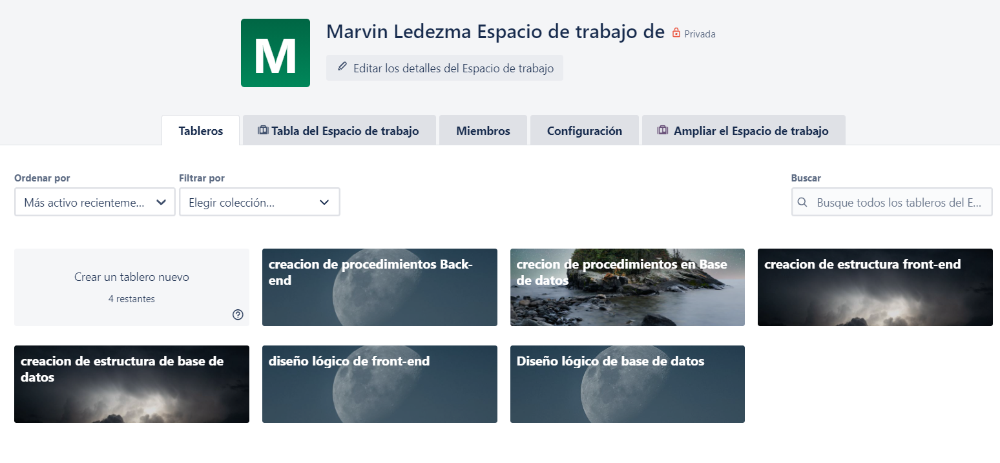 M
Marvin Ledezma Espacio de trabajo de
Privada
Editar los detalles del Espacio de trabajo
Tableros
Tabla del Espacio de trabajo
Miembros
Configuración
Ampliar el Espacio de trabajo
Ordenar por
Filtrar por
Buscar
Más activo recienteme...
Elegir colección...
Busque todos los tableros del E...
Crear un tablero nuevo
4 restantes
creacion de procedimientos Back-
end
crecion de procedimientos en Base
de datos
creacion de estructura front-end
creacion de estructura de base de
datos
diseño lógico de front-end
Diseño lógico de base de datos